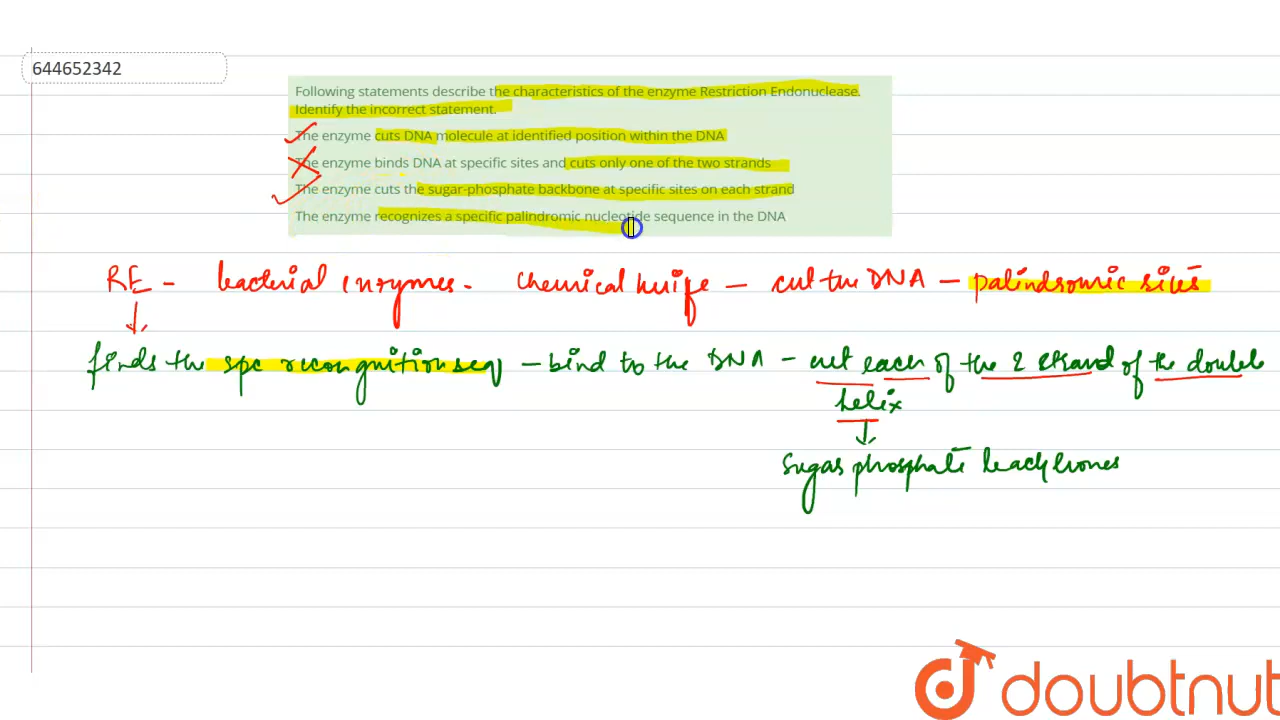 644652342
Following statements describe the characteristics of the enzyme Restriction Endonuclease.
Identify the incorrect statement.
The enzyme cuts DNA molecule at identified position within the DNA
The enzyme binds DNA at specific sites and cuts only one of the two strands
The enzyme cuts the sugar-phosphate backbone at specific sites on each strand
The enzyme recognizes a specific palindromic nucleotide sequence in the DNA
RE - bacterial enzymes - chemical knife - cut the DNA - palindromic sites
finds the spc recongnition seq - bind to the DNA - cut each of the 2 strand of the double
helix
sugar phosphate backbones
doubtnut